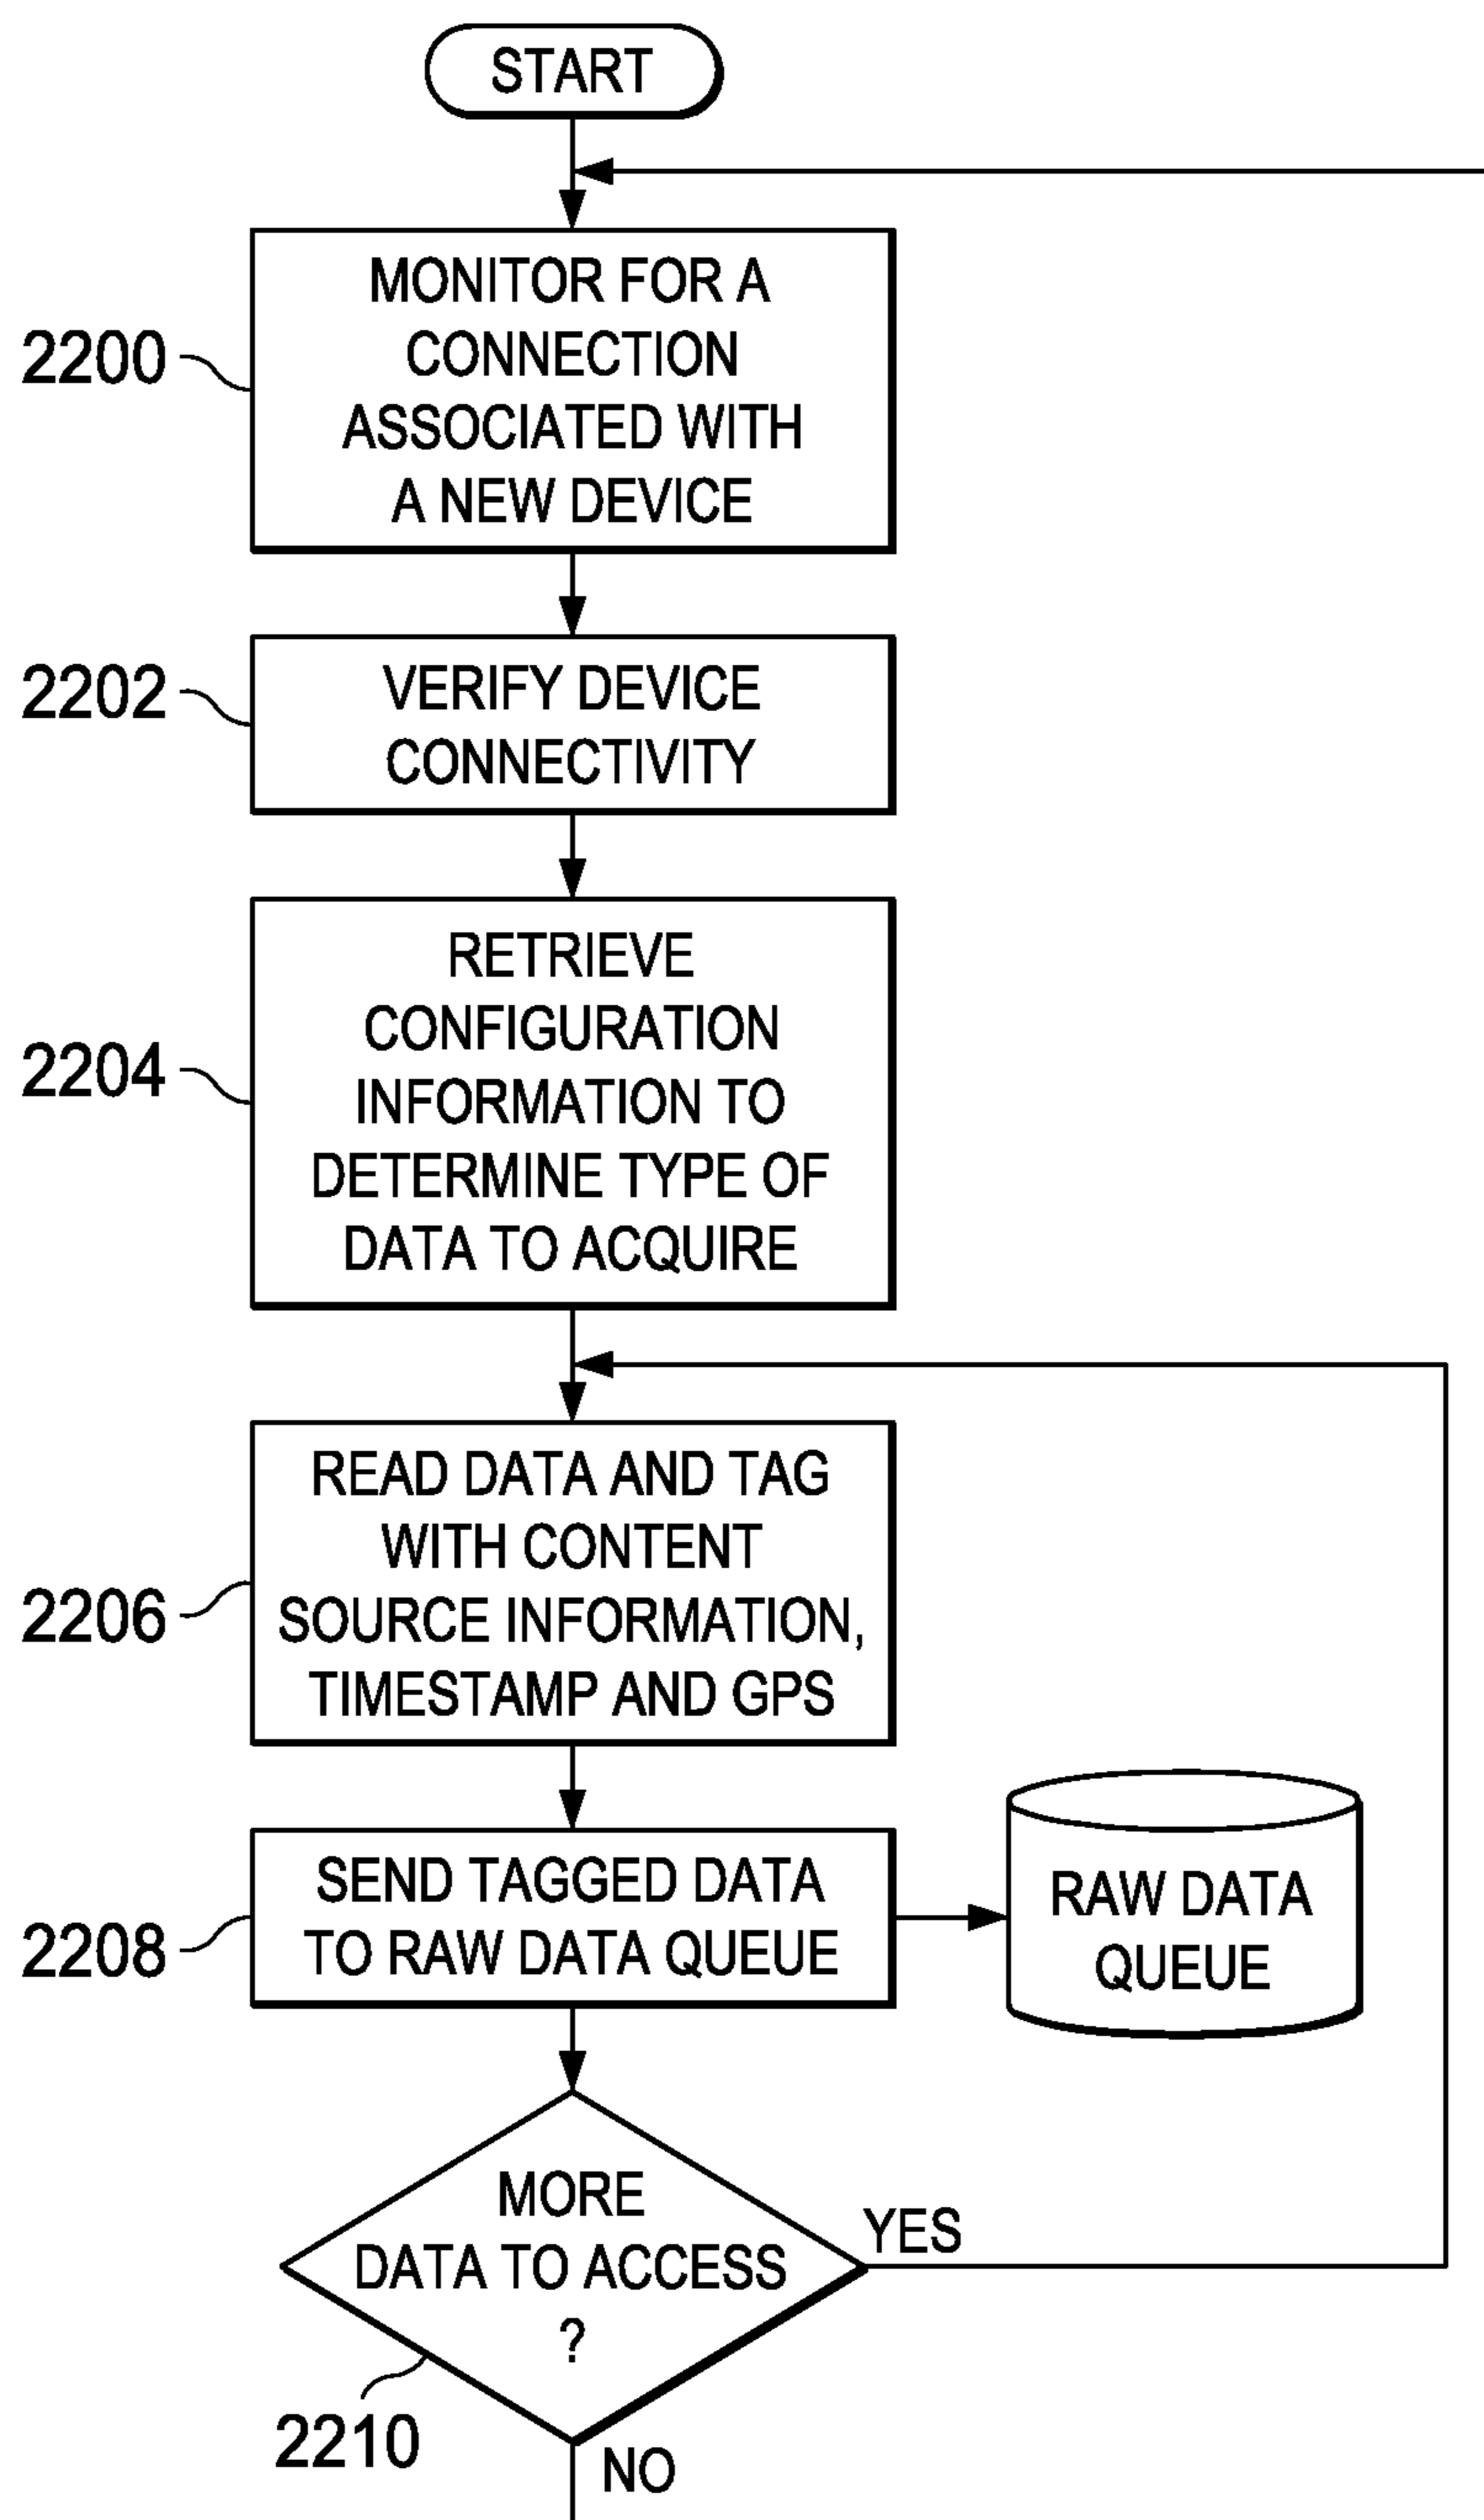 START
MONITOR FOR A
CONNECTION
ASSOCIATED WITH
A NEW DEVICE
2200
VERIFY DEVICE
CONNECTIVITY
2202
RETRIEVE
CONFIGURATION
INFORMATION TO
DETERMINE TYPE OF
DATA TO ACQUIRE
2204
READ DATA AND TAG
WITH CONTENT
SOURCE INFORMATION,
TIMESTAMP AND GPS
2206
SEND TAGGED DATA
TO RAW DATA QUEUE
2208
RAW DATA
QUEUE
MORE
DATA TO ACCESS
?
YES
2210
NO